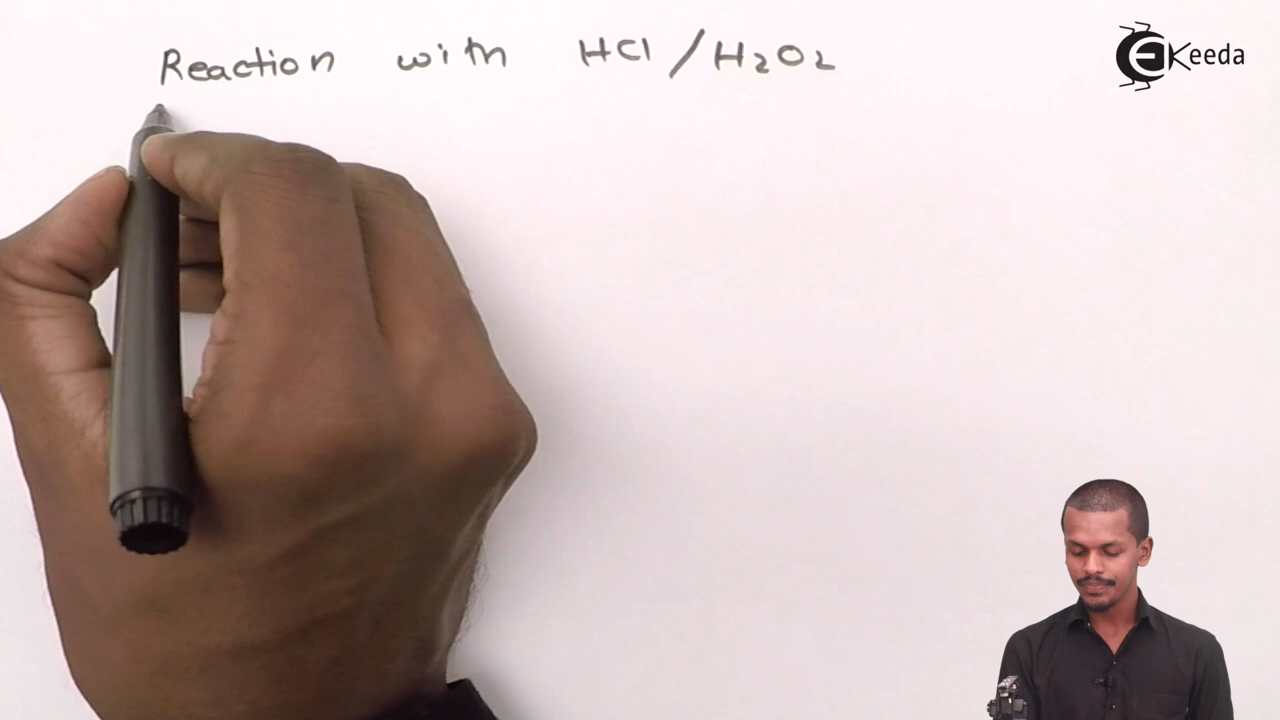 Reaction with HCl / H₂O₂
EKeeda